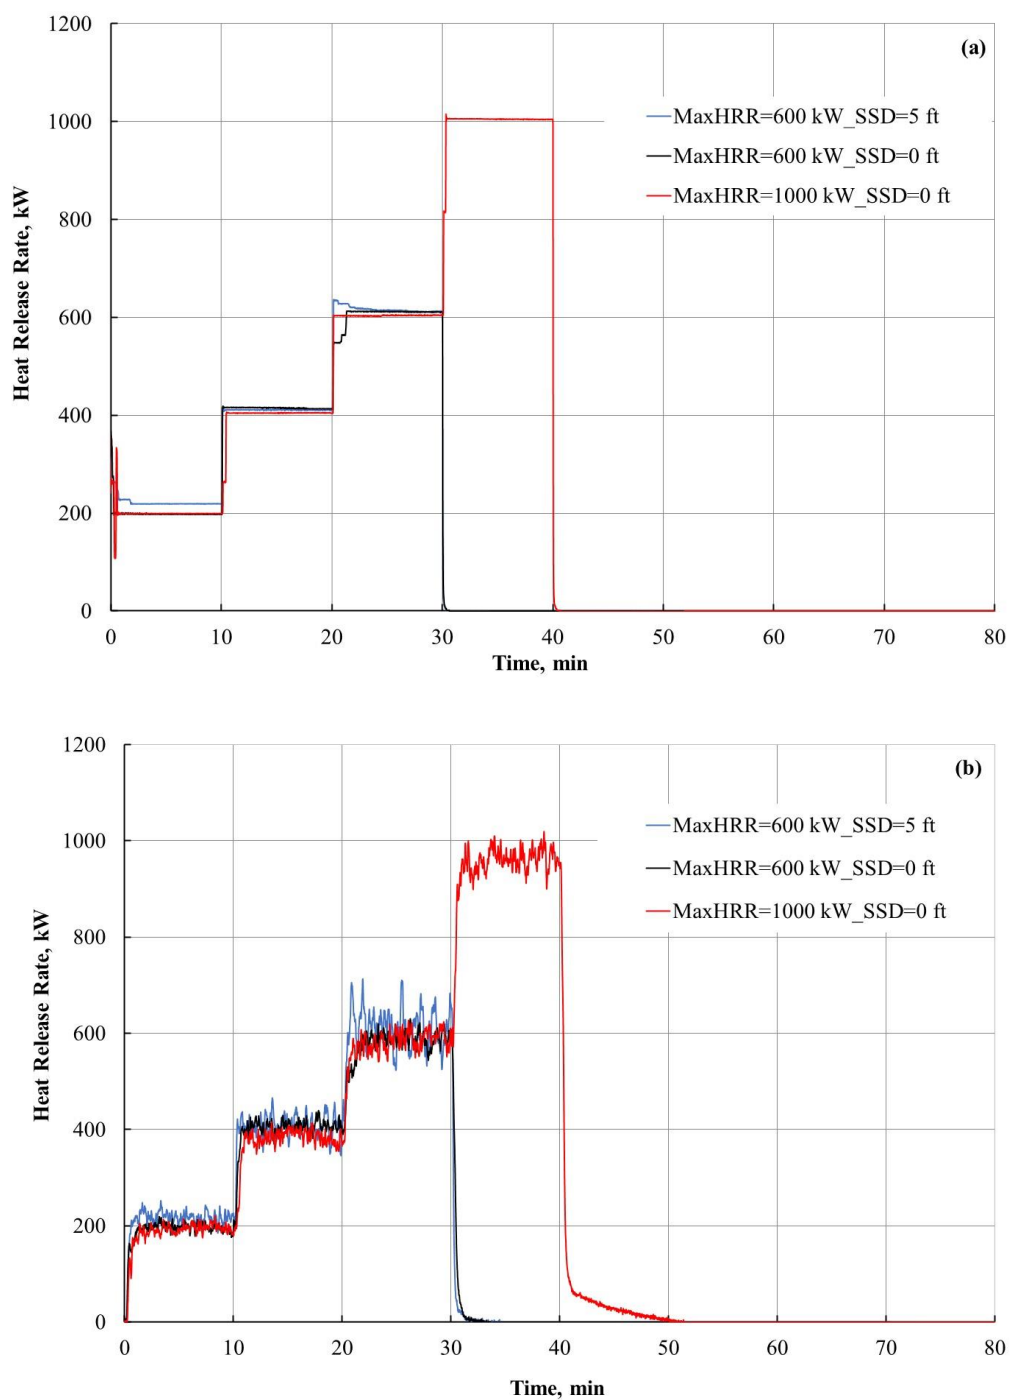 1200
(a)
MaxHRR=600 kW_SSD=5 ft
1000
MaxHRR=600 kW_SSD=0 ft
MaxHRR=1000 kW_SSD=0 ft
800
Heat Release Rate, kW
600
400
200
0
0 10 20 30 40 50 60 70 80
Time, min
1200
(b)
MaxHRR=600 kW_SSD=5 ft
1000
MaxHRR=600 kW_SSD=0 ft
MaxHRR=1000 kW_SSD=0 ft
800
Heat Release Rate, kW
600
400
200
0
0 10 20 30 40 50 60 70 80
Time, min